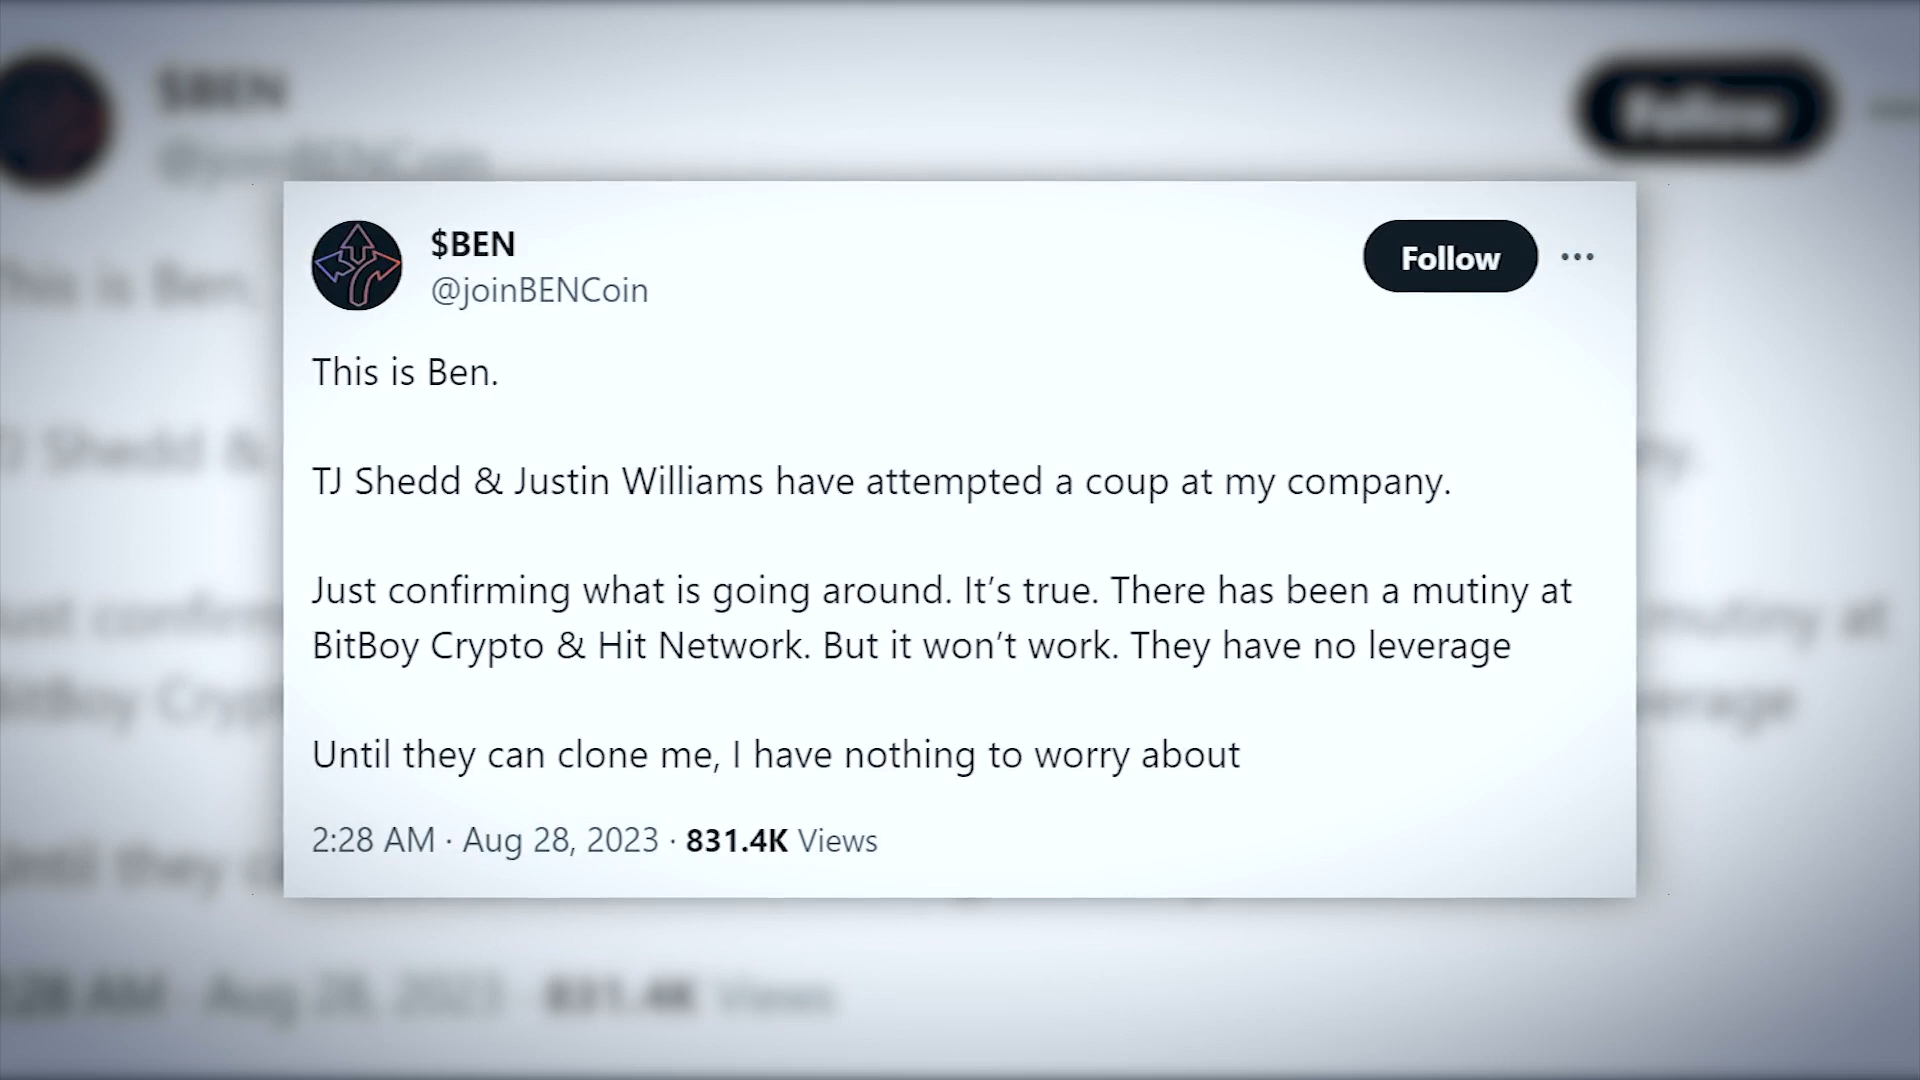 $BEN
@joinBENCoin
Follow
This is Ben.
TJ Shedd & Justin Williams have attempted a coup at my company.
Just confirming what is going around. It’s true. There has been a mutiny at
BitBoy Crypto & Hit Network. But it won’t work. They have no leverage
Until they can clone me, I have nothing to worry about
2:28 AM · Aug 28, 2023 · 831.4K Views